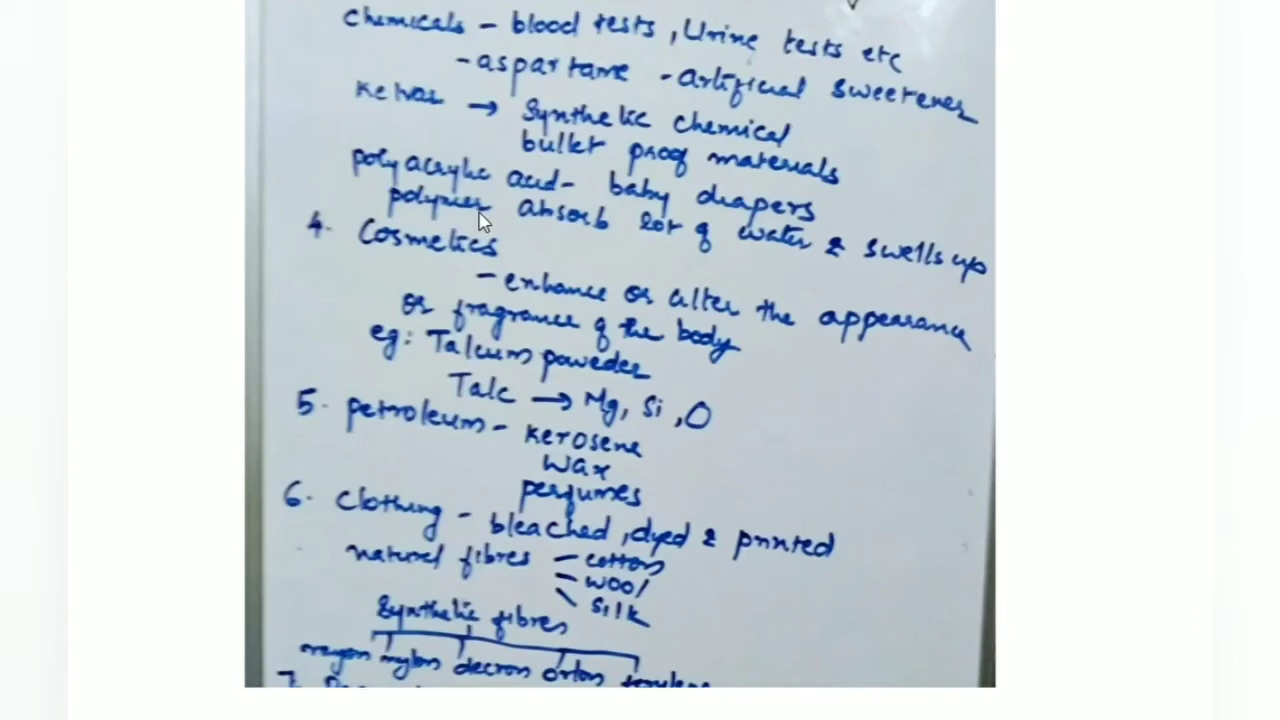 Chemicals - blood tests, Urine tests etc
- aspartame - artificial sweetener
Kelvar → Synthetic chemical
bullet proof materials
polyacrylic acid - baby diapers
polymer absorb lot of water & swells up
4. Cosmetics
- enhance or alter the appearance
or fragrance of the body
eg: Talcum powder
Talc → Mg, Si, O
5. petroleum - kerosene
wax
perfumes
6. Clothing - bleached, dyed & printed
natural fibres - cotton
- wool
\ Silk
Synthetic fibres
nylon decron orlon
7.